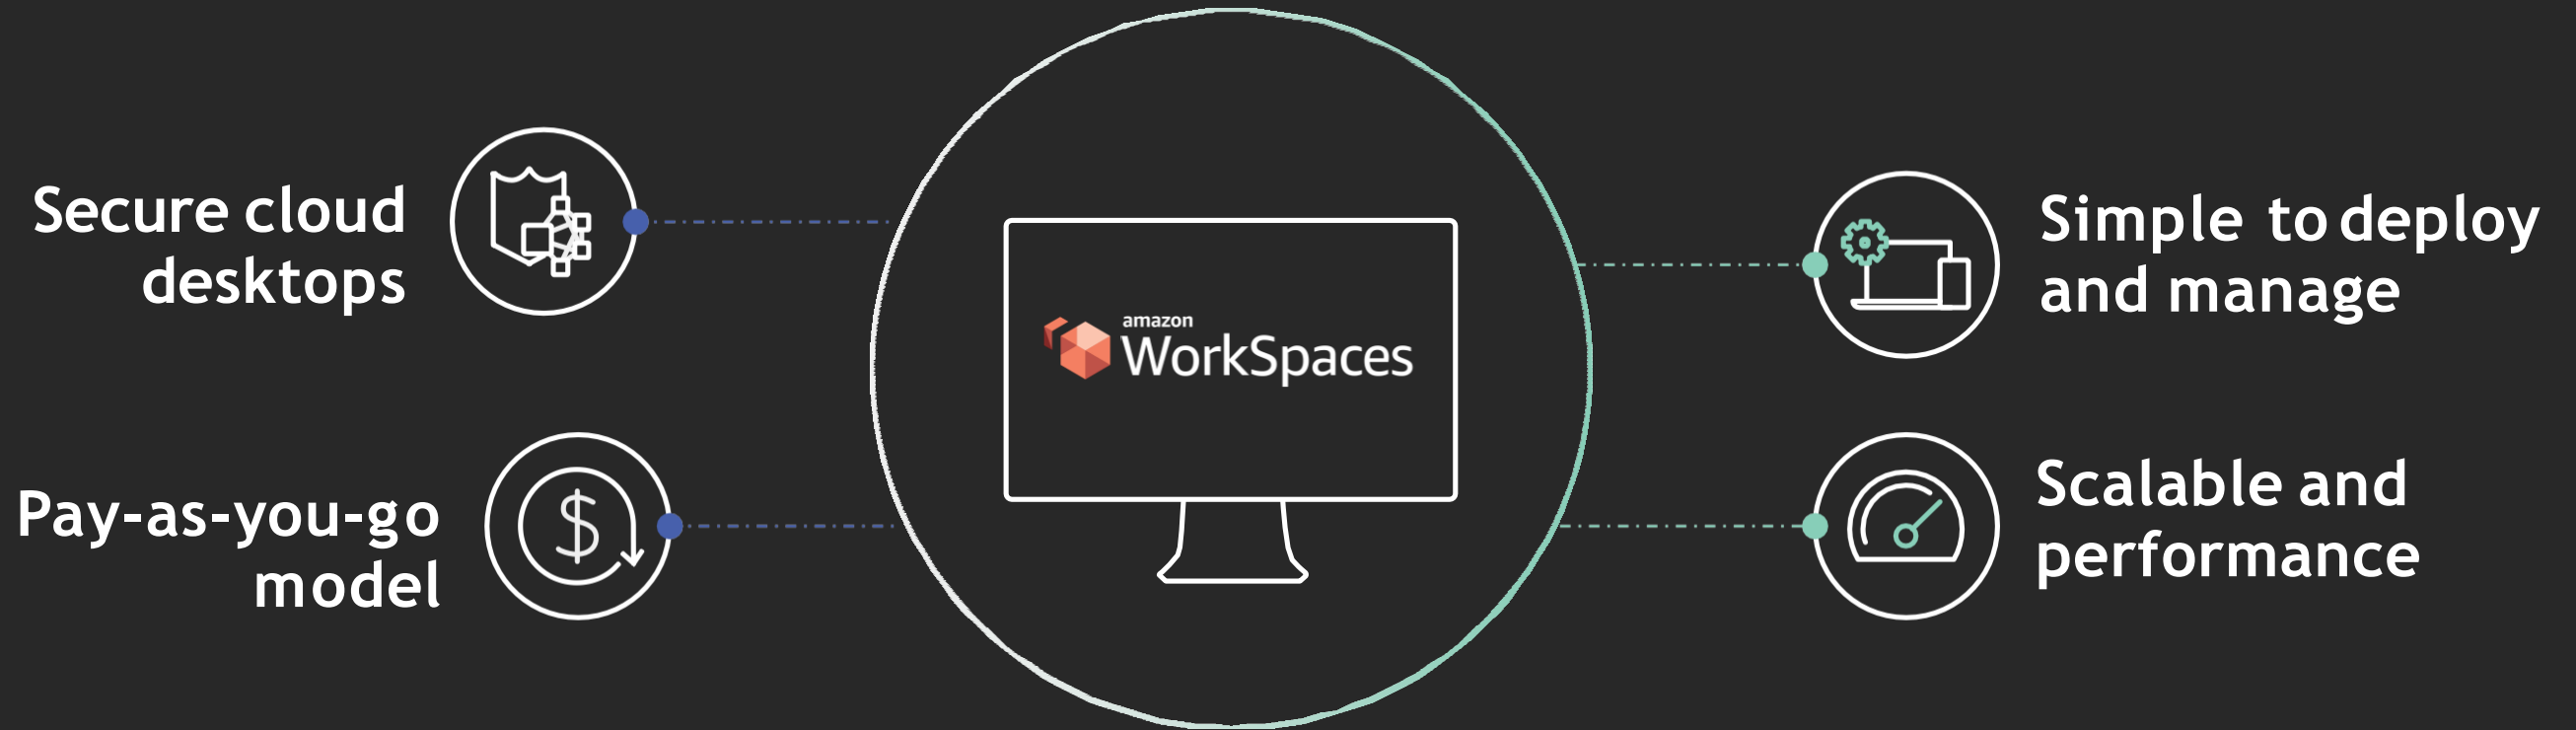 Secure cloud
desktops
Pay-as-you-go
model
amazon
WorkSpaces
Simple to deploy
and manage
Scalable and
performance